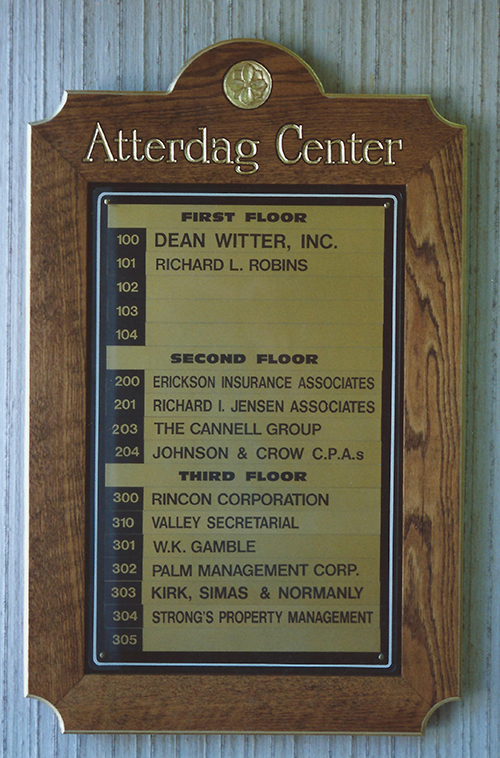 Atterdag Center
FIRST FLOOR
100 DEAN WITTER, INC.
101 RICHARD L. ROBINS
102
103
104
SECOND FLOOR
200 ERICKSON INSURANCE ASSOCIATES
201 RICHARD I. JENSEN ASSOCIATES
203 THE CANNELL GROUP
204 JOHNSON & CROW C.P.A.s
THIRD FLOOR
300 RINCON CORPORATION
310 VALLEY SECRETARIAL
301 W.K. GAMBLE
302 PALM MANAGEMENT CORP.
303 KIRK, SIMAS & NORMANLY
304 STRONG'S PROPERTY MANAGEMENT
305